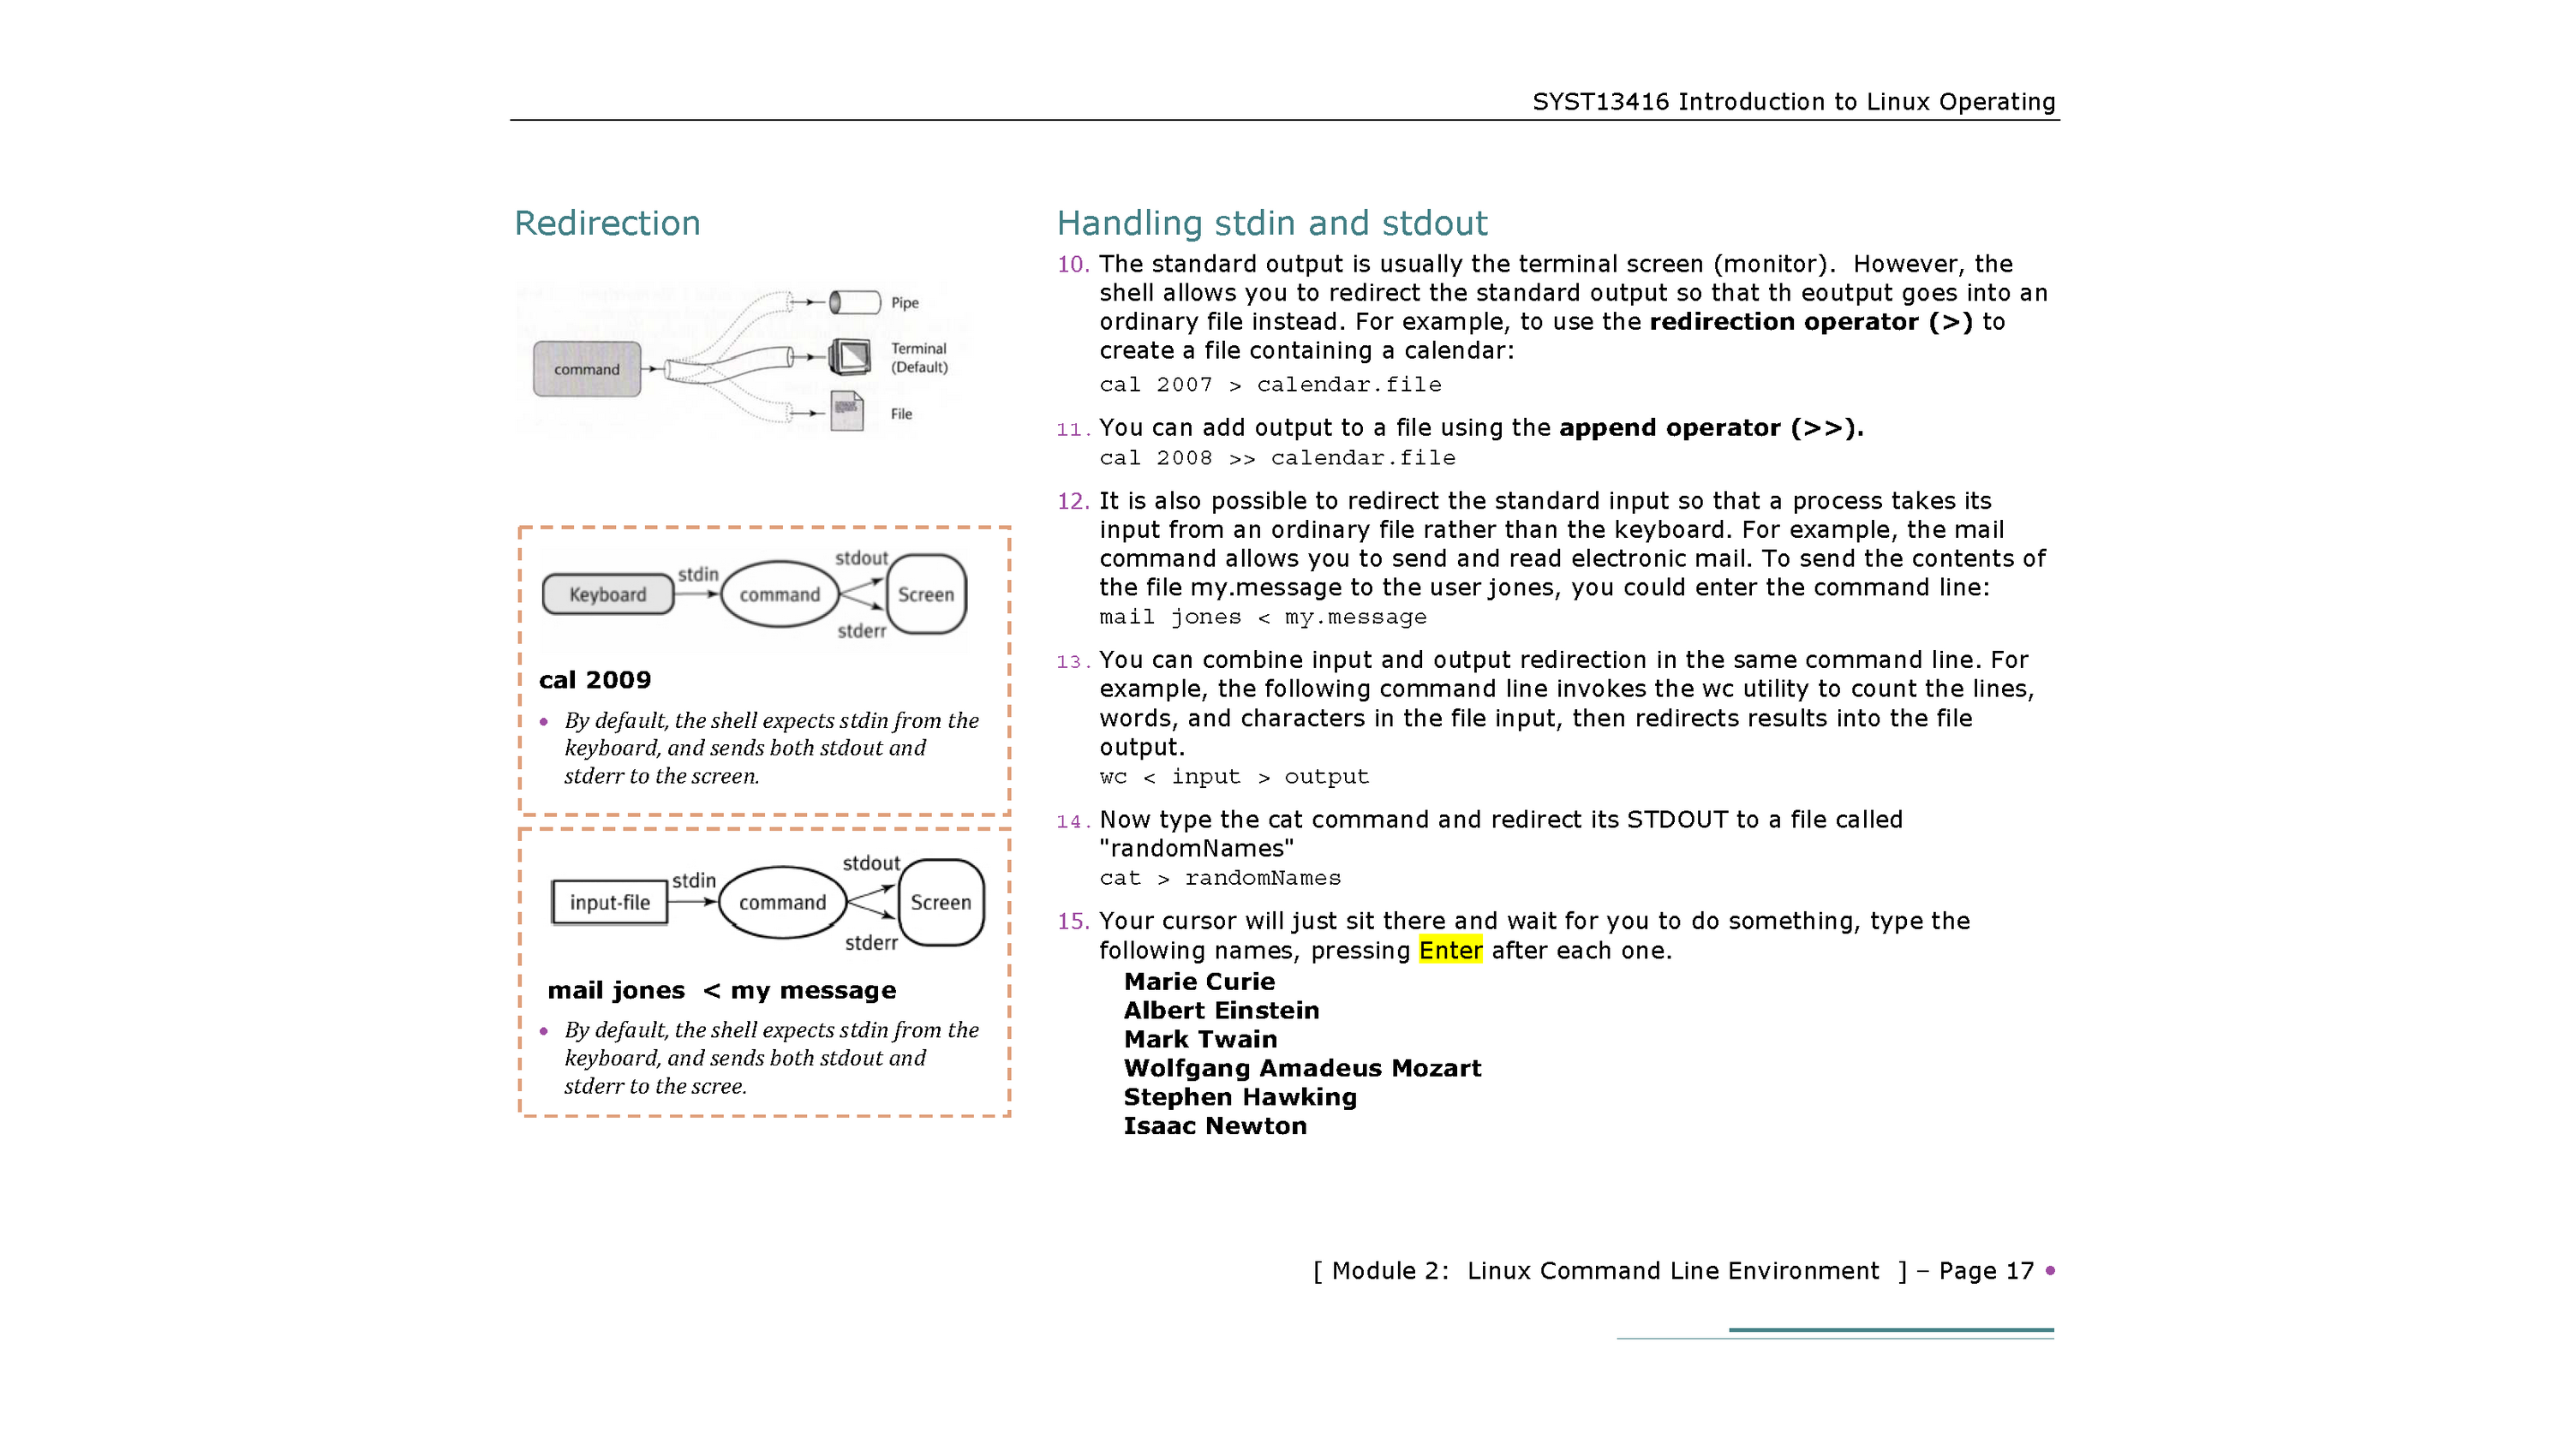 SYST13416 Introduction to Linux Operating
Redirection
command
Pipe
Terminal
(Default)
File
Keyboard
stdin
command
stdout
stderr
Screen
cal 2009
• By default, the shell expects stdin from the
keyboard, and sends both stdout and
stderr to the screen.
input-file
stdin
command
stdout
stderr
Screen
mail jones  < my message
• By default, the shell expects stdin from the
keyboard, and sends both stdout and
stderr to the scree.
Handling stdin and stdout
10. The standard output is usually the terminal screen (monitor).  However, the
shell allows you to redirect the standard output so that th eoutput goes into an
ordinary file instead. For example, to use the redirection operator (>) to
create a file containing a calendar:
cal 2007 > calendar.file
11. You can add output to a file using the append operator (>>).
cal 2008 >> calendar.file
12. It is also possible to redirect the standard input so that a process takes its
input from an ordinary file rather than the keyboard. For example, the mail
command allows you to send and read electronic mail. To send the contents of
the file my.message to the user jones, you could enter the command line:
mail jones < my.message
13. You can combine input and output redirection in the same command line. For
example, the following command line invokes the wc utility to count the lines,
words, and characters in the file input, then redirects results into the file
output.
wc < input > output
14. Now type the cat command and redirect its STDOUT to a file called
"randomNames"
cat > randomNames
15. Your cursor will just sit there and wait for you to do something, type the
following names, pressing Enter after each one.
Marie Curie
Albert Einstein
Mark Twain
Wolfgang Amadeus Mozart
Stephen Hawking
Isaac Newton
[ Module 2:  Linux Command Line Environment  ] – Page 17 •